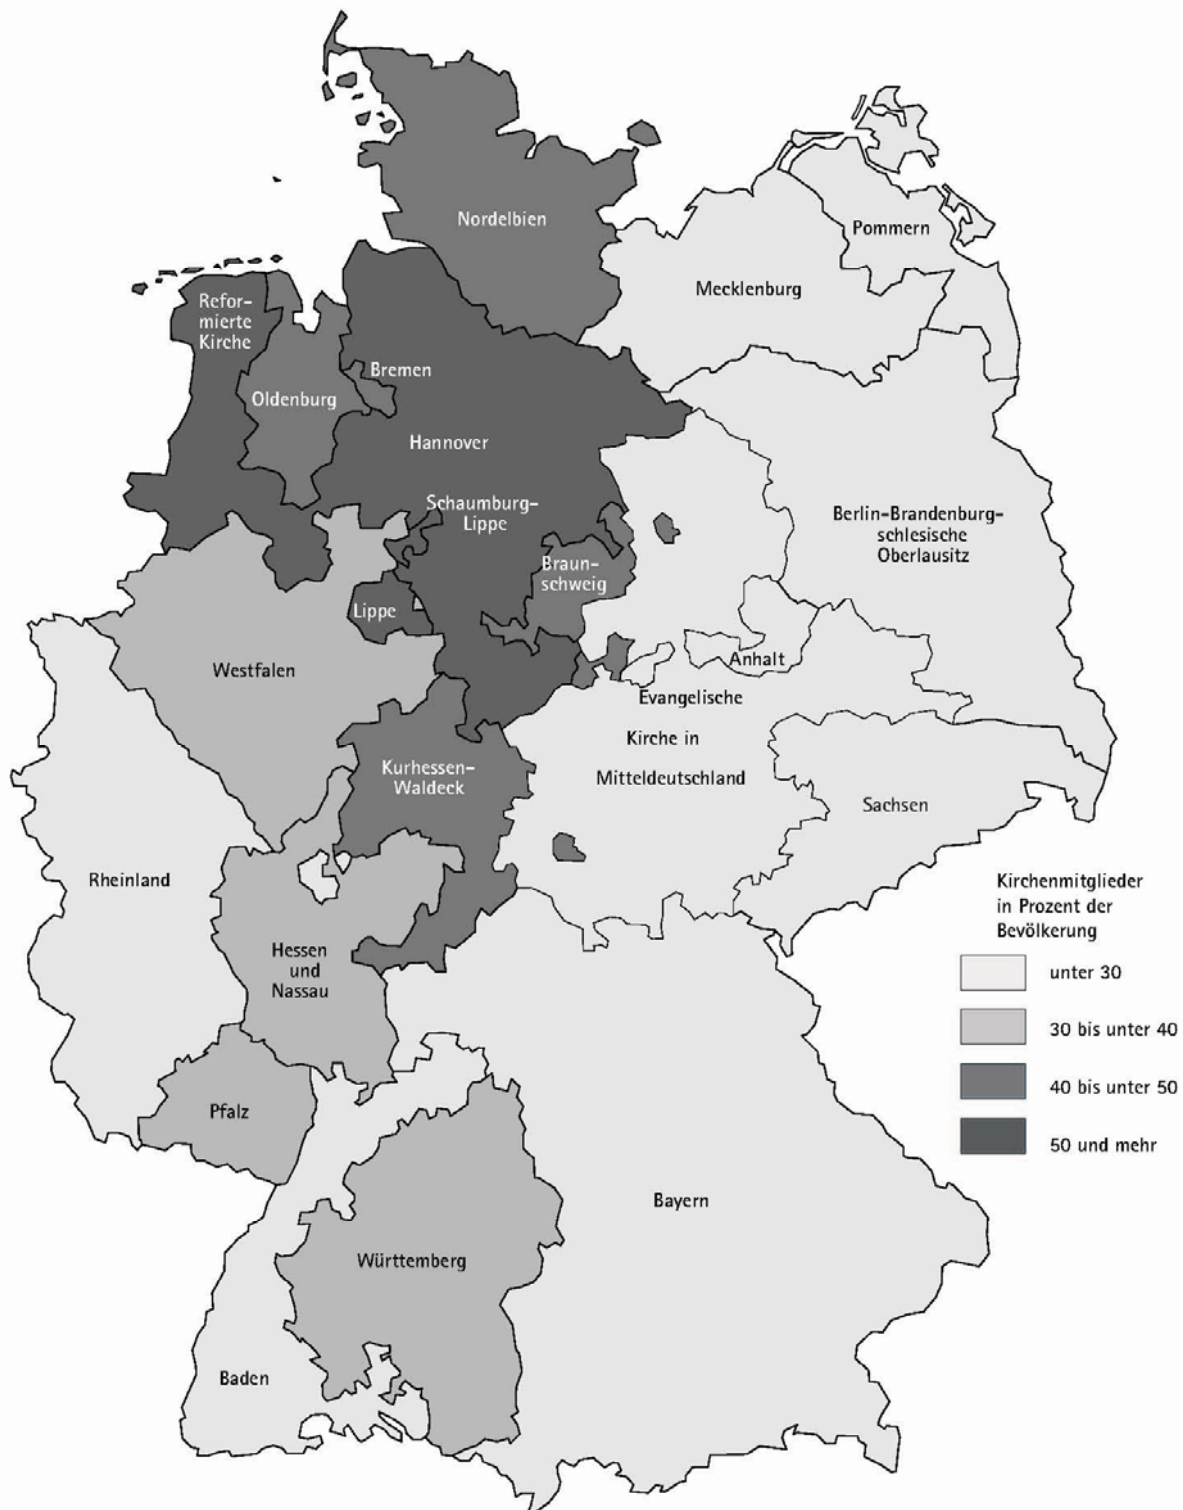 Nordelbien
Pommern
Mecklenburg
Refor-
mierte
Kirche
Bremen
Oldenburg
Hannover
Schaumburg-
Lippe
Berlin-Brandenburg-
schlesische
Oberlausitz
Braun-
schweig
Lippe
Westfalen
Anhalt
Evangelische
Kirche in
Mitteldeutschland
Kurhessen-
Waldeck
Sachsen
Rheinland
Hessen
und
Nassau
Pfalz
Bayern
Württemberg
Baden
Kirchenmitglieder
in Prozent der
Bevölkerung
unter 30
30 bis unter 40
40 bis unter 50
50 und mehr